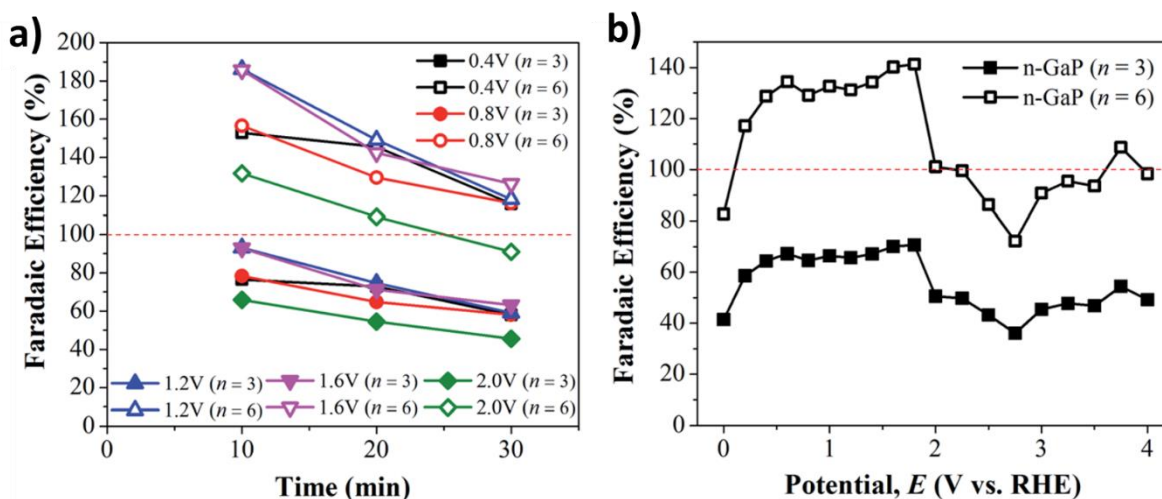 a)
200
180
160
140
120
100
80
60
40
20
0
0 10 20 30
Faradaic Efficiency (%)
Time (min)
0.4V (n = 3)
0.4V (n = 6)
0.8V (n = 3)
0.8V (n = 6)
1.2V (n = 3) 1.6V (n = 3) 2.0V (n = 3)
1.2V (n = 6) 1.6V (n = 6) 2.0V (n = 6)
b)
n-GaP (n = 3)
n-GaP (n = 6)
140
120
100
80
60
40
20
0
0 1 2 3 4
Faradaic Efficiency (%)
Potential, E (V vs. RHE)